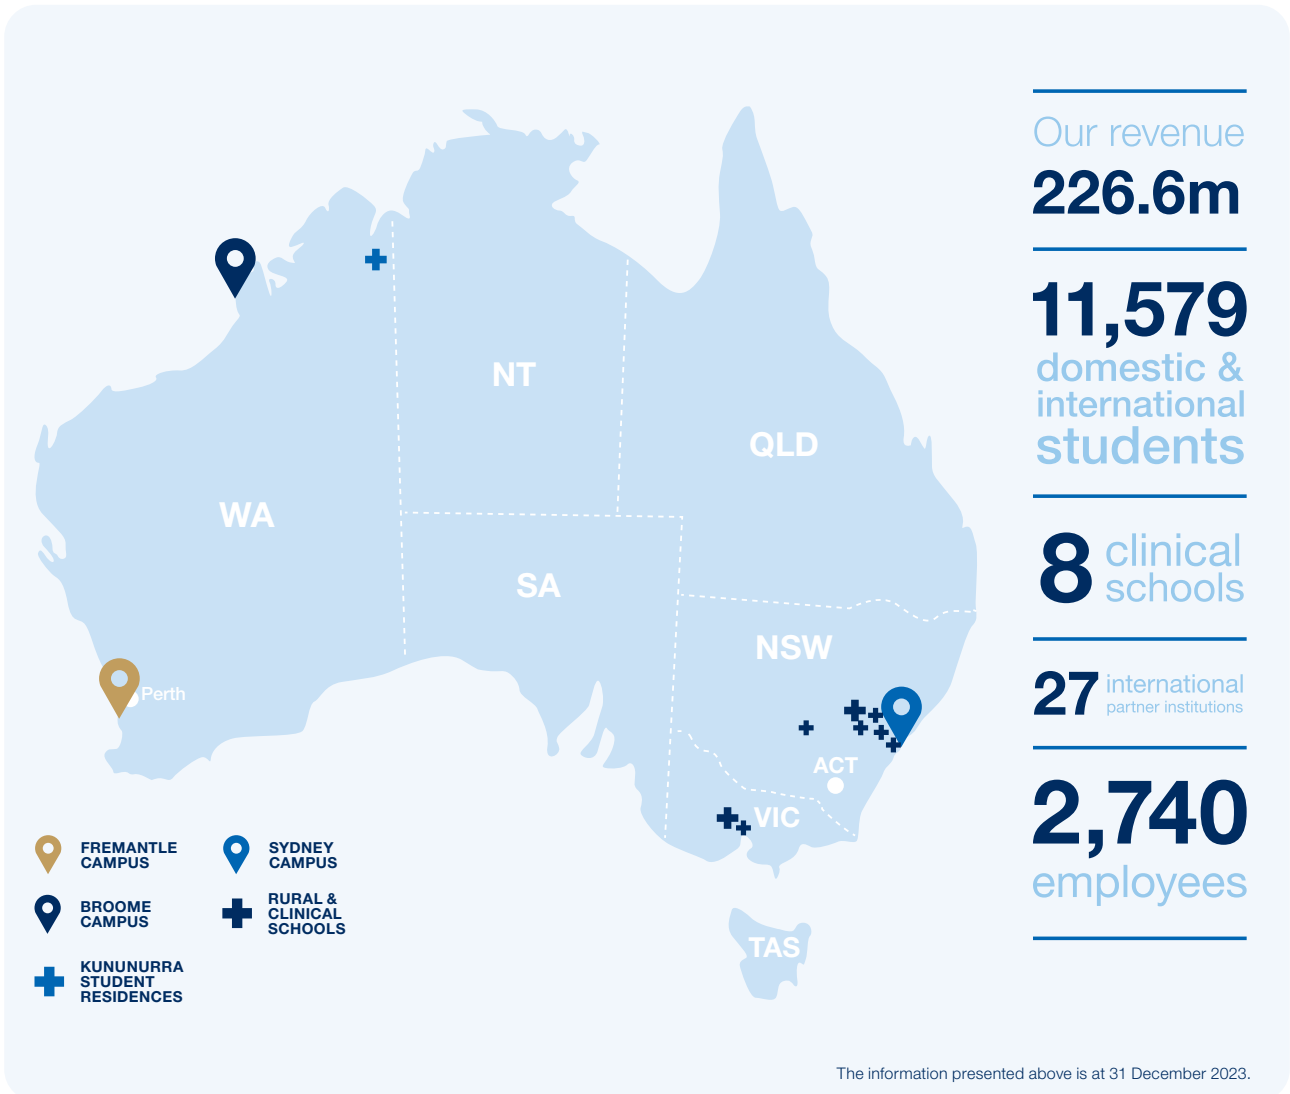 NT
QLD
WA
SA
NSW
Perth
ACT
VIC
TAS
FREMANTLE
CAMPUS
SYDNEY
CAMPUS
BROOME
CAMPUS
RURAL &
CLINICAL
SCHOOLS
KUNUNURRA
STUDENT
RESIDENCES
Our revenue
226.6m
11,579
domestic &
international
students
8 clinical
schools
27 international
partner institutions
2,740
employees
The information presented above is at 31 December 2023.